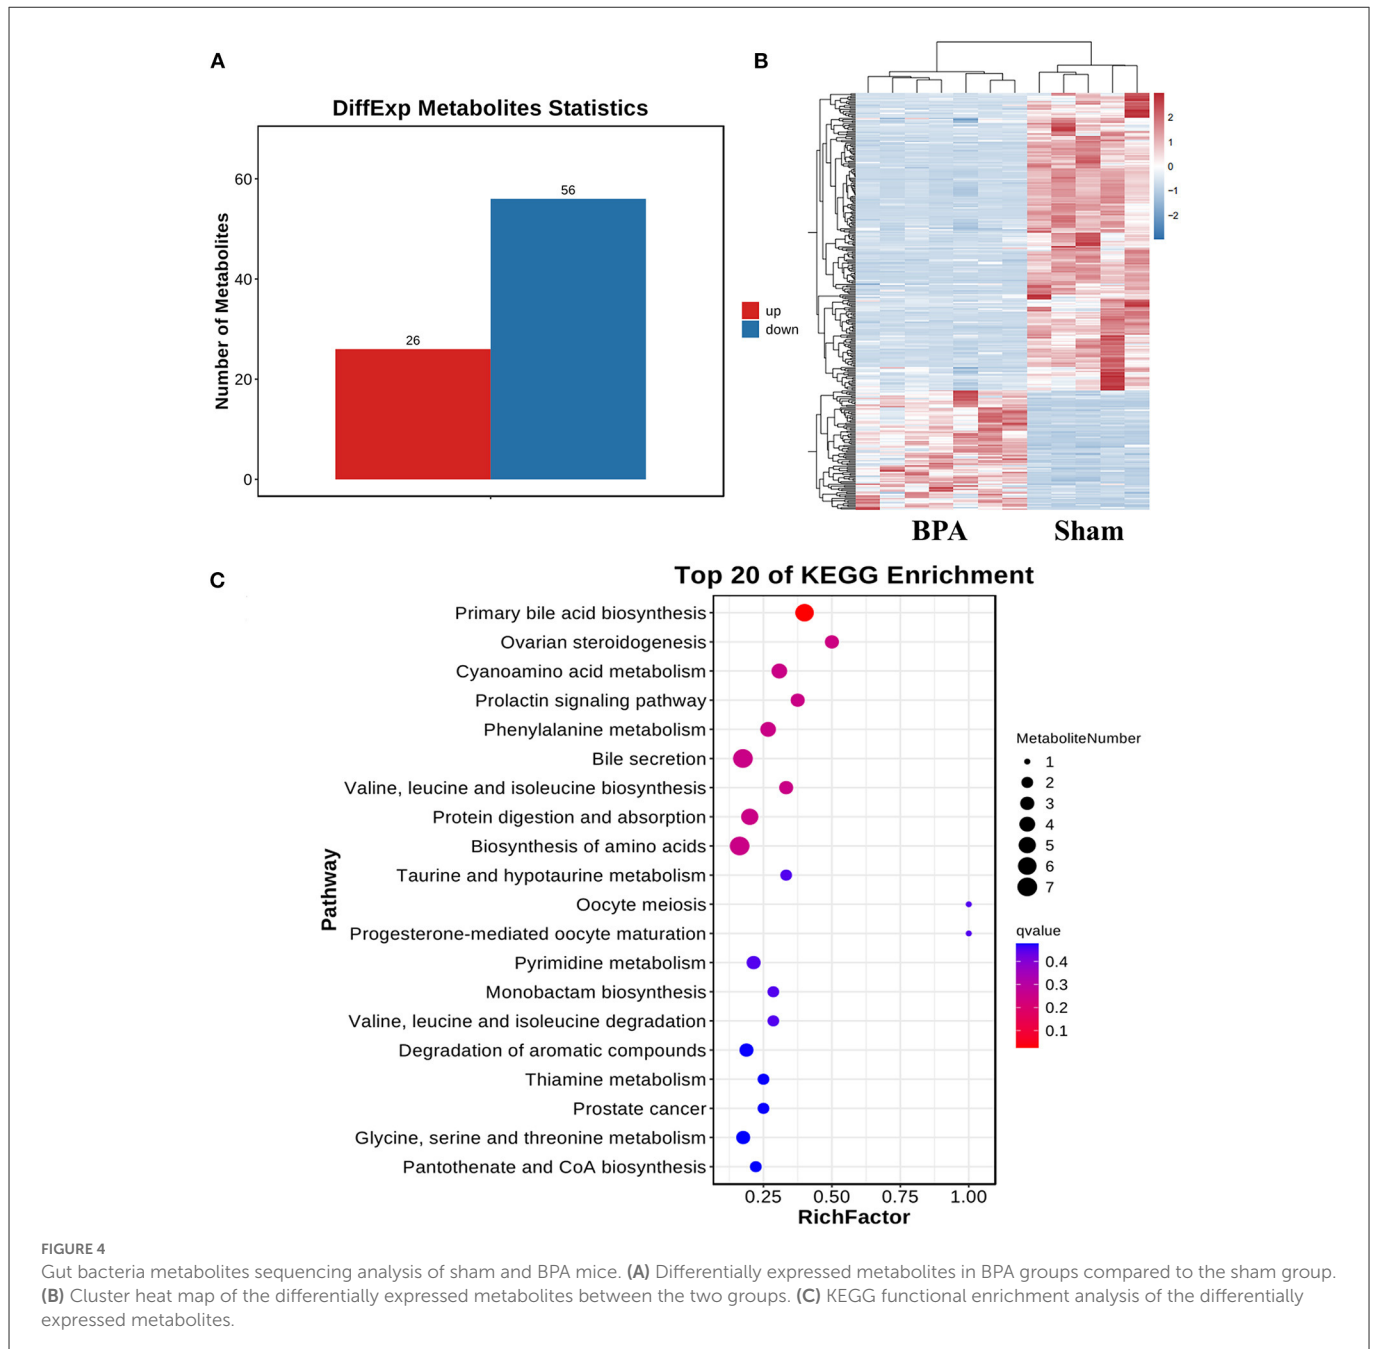 A
DiffExp Metabolites Statistics
Number of Metabolites
60
40
20
0
26
56
up
down
B
2
1
0
−1
−2
BPA
Sham
C
Top 20 of KEGG Enrichment
Pathway
Primary bile acid biosynthesis
Ovarian steroidogenesis
Cyanoamino acid metabolism
Prolactin signaling pathway
Phenylalanine metabolism
Bile secretion
Valine, leucine and isoleucine biosynthesis
Protein digestion and absorption
Biosynthesis of amino acids
Taurine and hypotaurine metabolism
Oocyte meiosis
Progesterone-mediated oocyte maturation
Pyrimidine metabolism
Monobactam biosynthesis
Valine, leucine and isoleucine degradation
Degradation of aromatic compounds
Thiamine metabolism
Prostate cancer
Glycine, serine and threonine metabolism
Pantothenate and CoA biosynthesis
0.25 0.50 0.75 1.00
RichFactor
MetaboliteNumber
1
2
3
4
5
6
7
qvalue
0.4
0.3
0.2
0.1
FIGURE 4
Gut bacteria metabolites sequencing analysis of sham and BPA mice. (A) Differentially expressed metabolites in BPA groups compared to the sham group.
(B) Cluster heat map of the differentially expressed metabolites between the two groups. (C) KEGG functional enrichment analysis of the differentially
expressed metabolites.